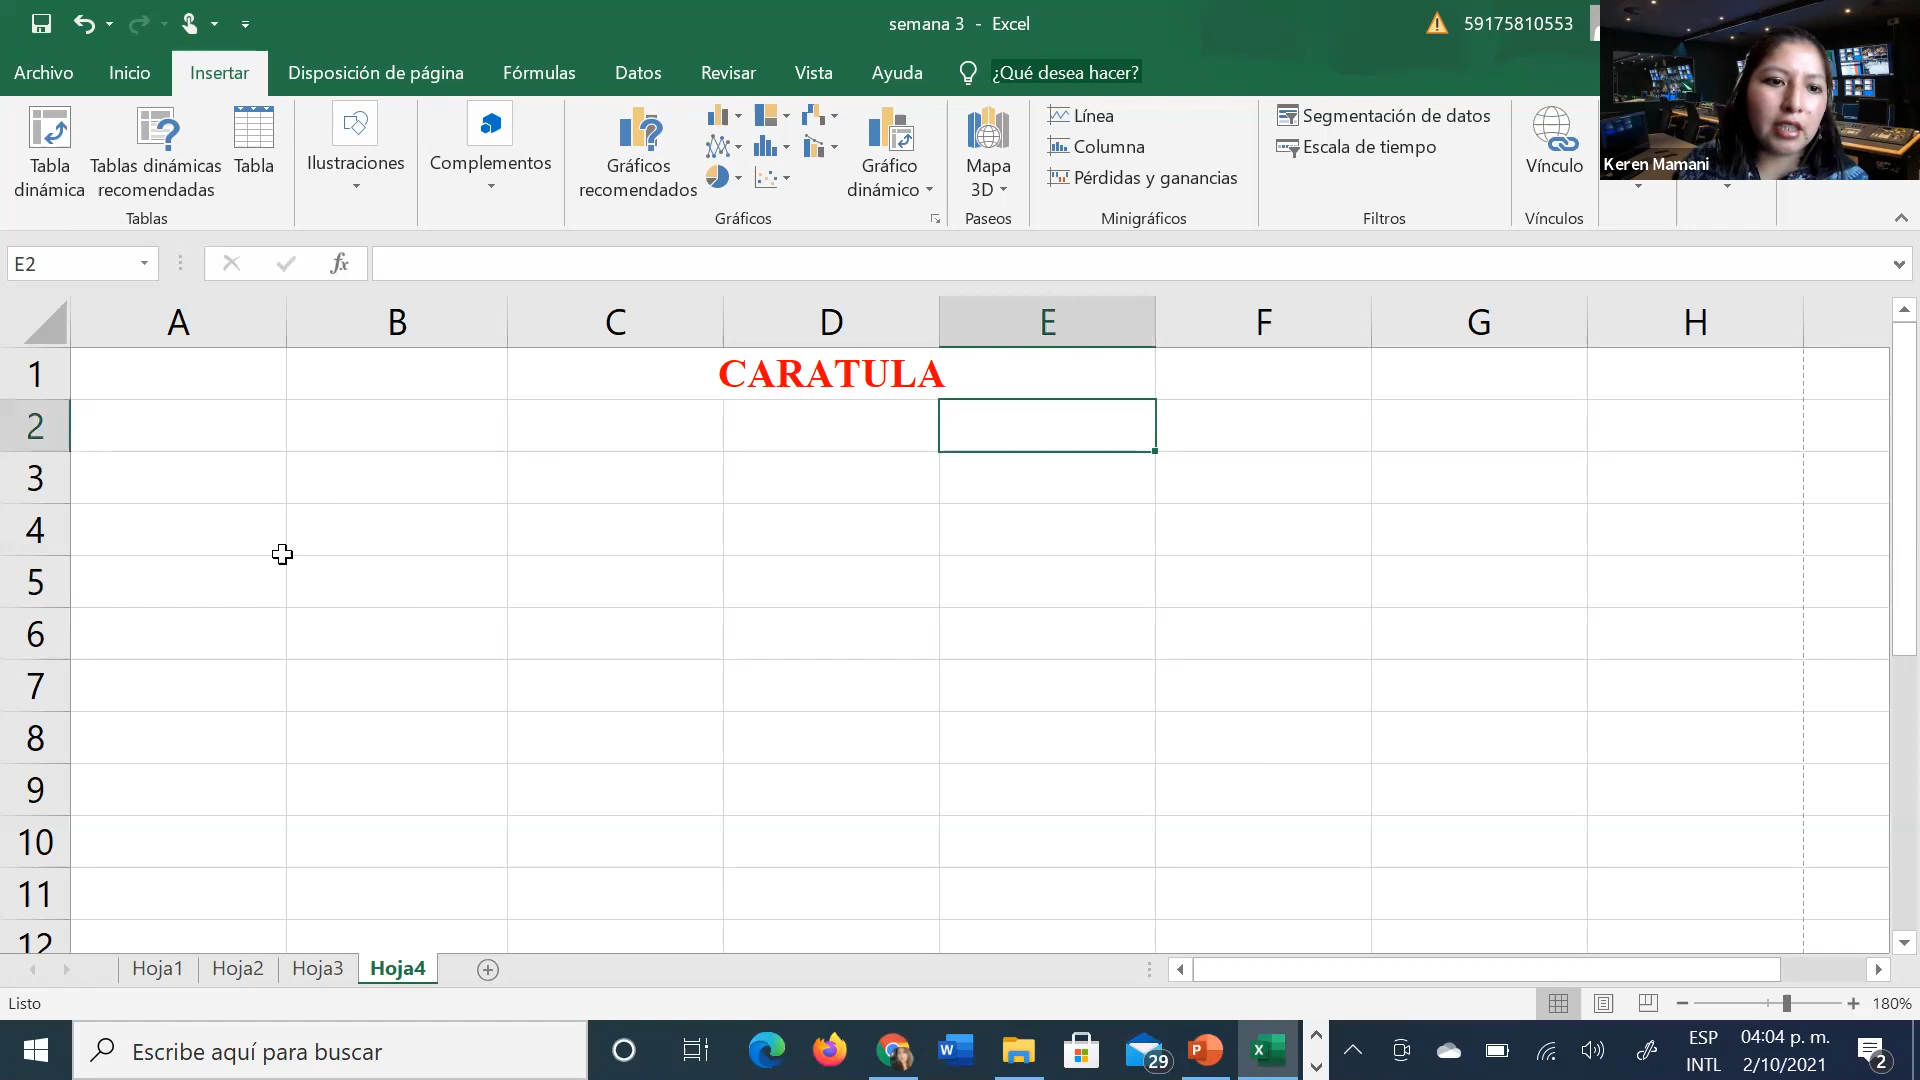 semana 3 - Excel
59175810553
Archivo Inicio Insertar Disposición de página Fórmulas Datos Revisar Vista Ayuda ¿Qué desea hacer?
Tabla dinámica
Tablas dinámicas recomendadas
Tabla
Ilustraciones
Complementos
Gráficos recomendados
Gráfico dinámico
Mapa 3D
Línea
Columna
Pérdidas y ganancias
Segmentación de datos
Escala de tiempo
Vínculo
Keren Mamani
Tablas Gráficos Paseos Minigráficos Filtros Vínculos
E2 fx
A B C D E F G H
1 CARATULA
2
3
4
5
6
7
8
9
10
11
12
Hoja1 Hoja2 Hoja3 Hoja4
Listo 180%
Escribe aquí para buscar
29
ESP 04:04 p. m.
INTL 2/10/2021
2